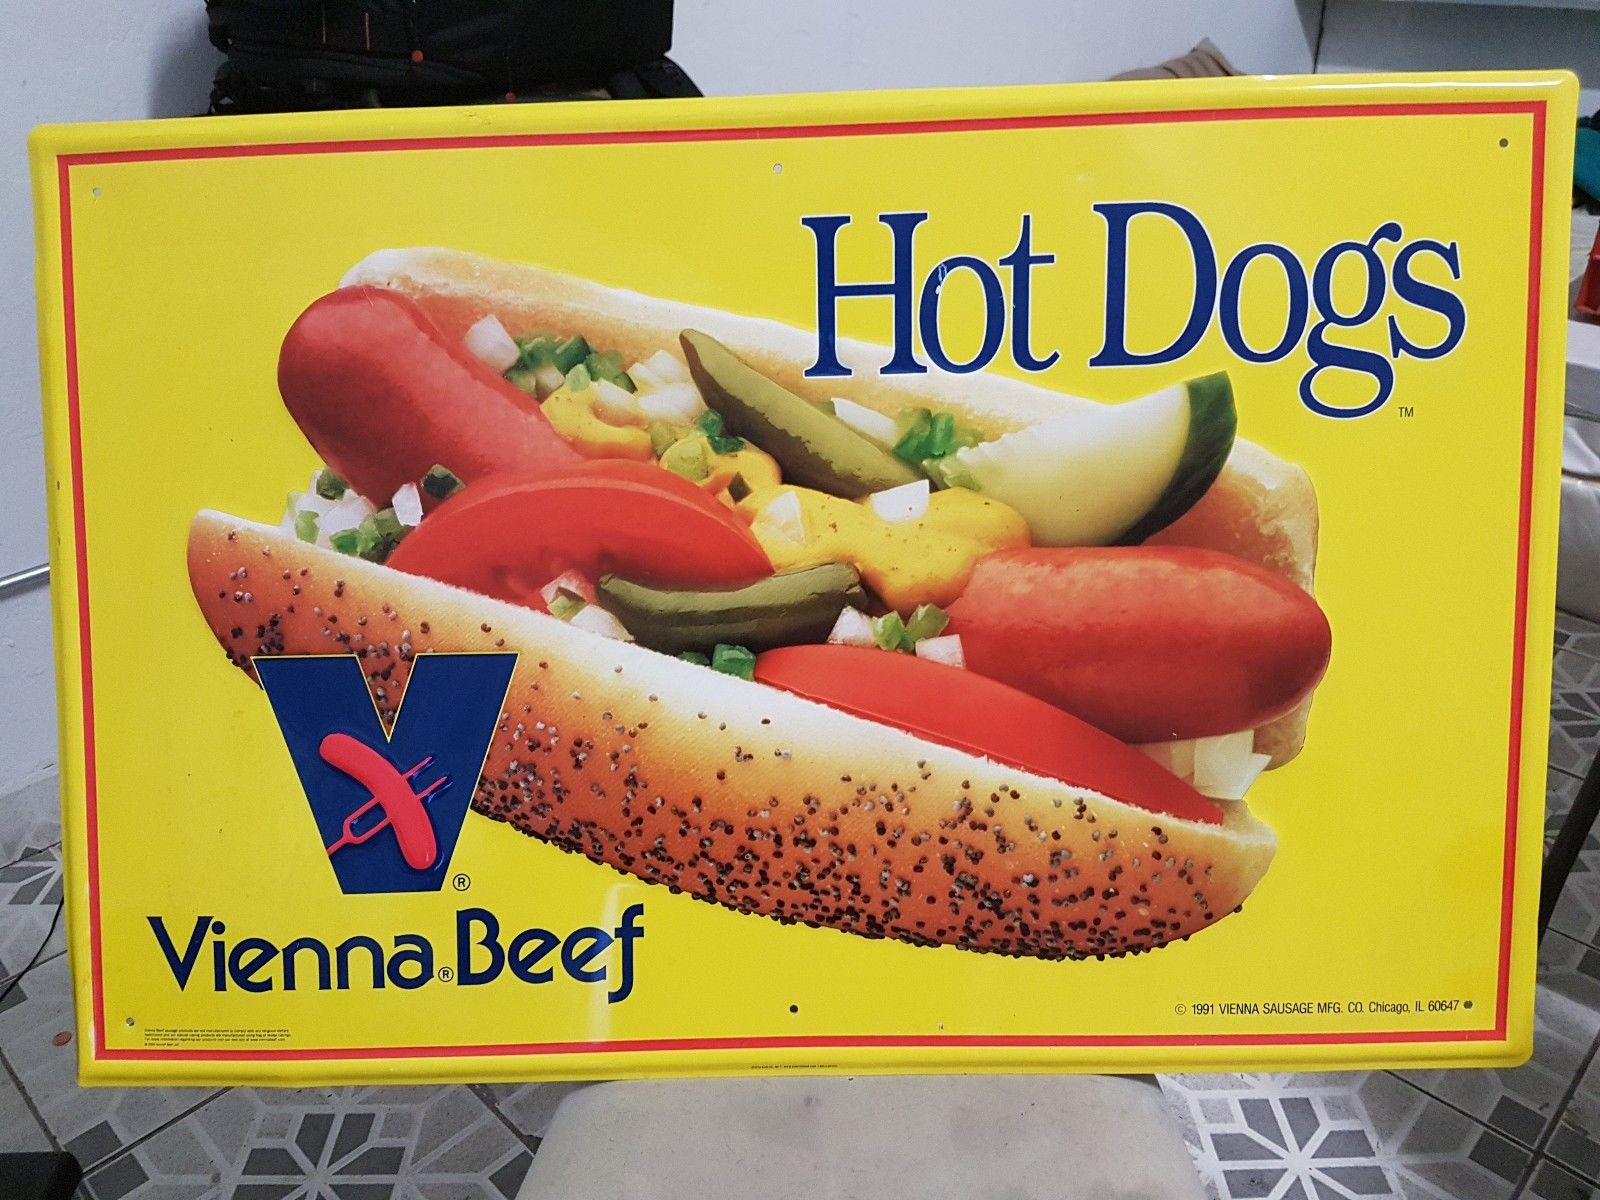 Hot Dogs
™
®
Vienna® Beef
© 1991 VIENNA SAUSAGE MFG. CO. Chicago, IL 60647